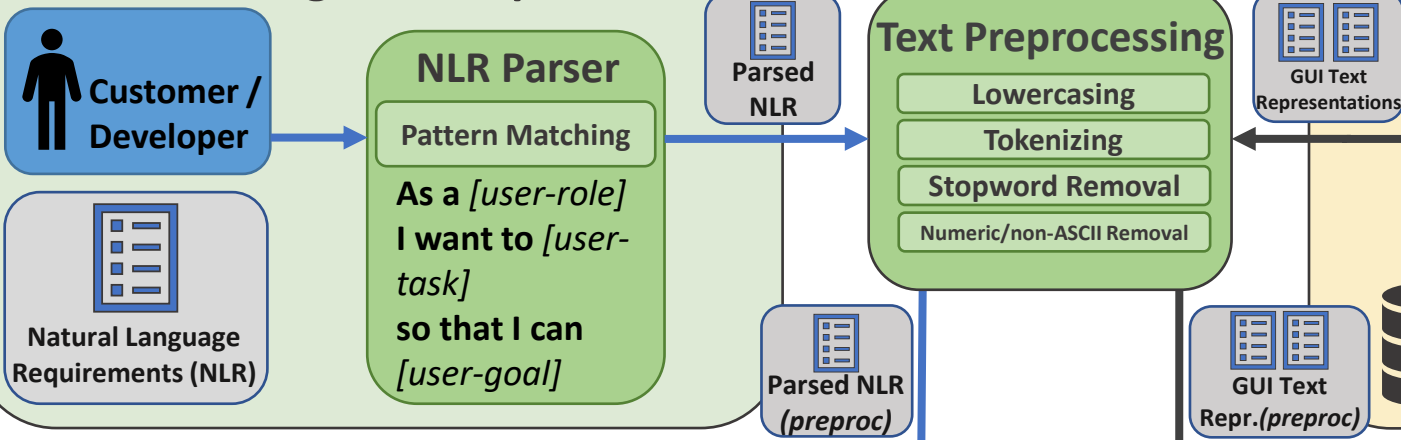 Customer /
Developer
Natural Language
Requirements (NLR)
NLR Parser
Pattern Matching
As a [user-role]
I want to [user-
task]
so that I can
[user-goal]
Parsed
NLR
Text Preprocessing
Lowercasing
Tokenizing
Stopword Removal
Numeric/non-ASCII Removal
GUI Text
Representations
Parsed NLR
(preproc)
GUI Text
Repr.(preproc)